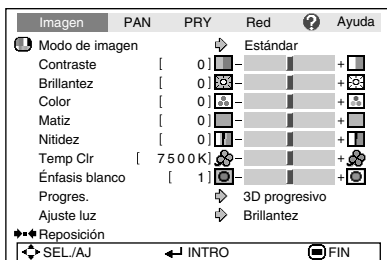 Imagen PAN PRY Red ? Ayuda
Modo de imagen Estándar
Contraste [ 0] - +
Brillantez [ 0] - +
Color [ 0] - +
Matiz [ 0] - +
Nitidez [ 0] - +
Temp Clr [ 7500K] - +
Énfasis blanco [ 1] - +
Progres. 3D progresivo
Ajuste luz Brillantez
Reposición
SEL./AJ INTRO FIN